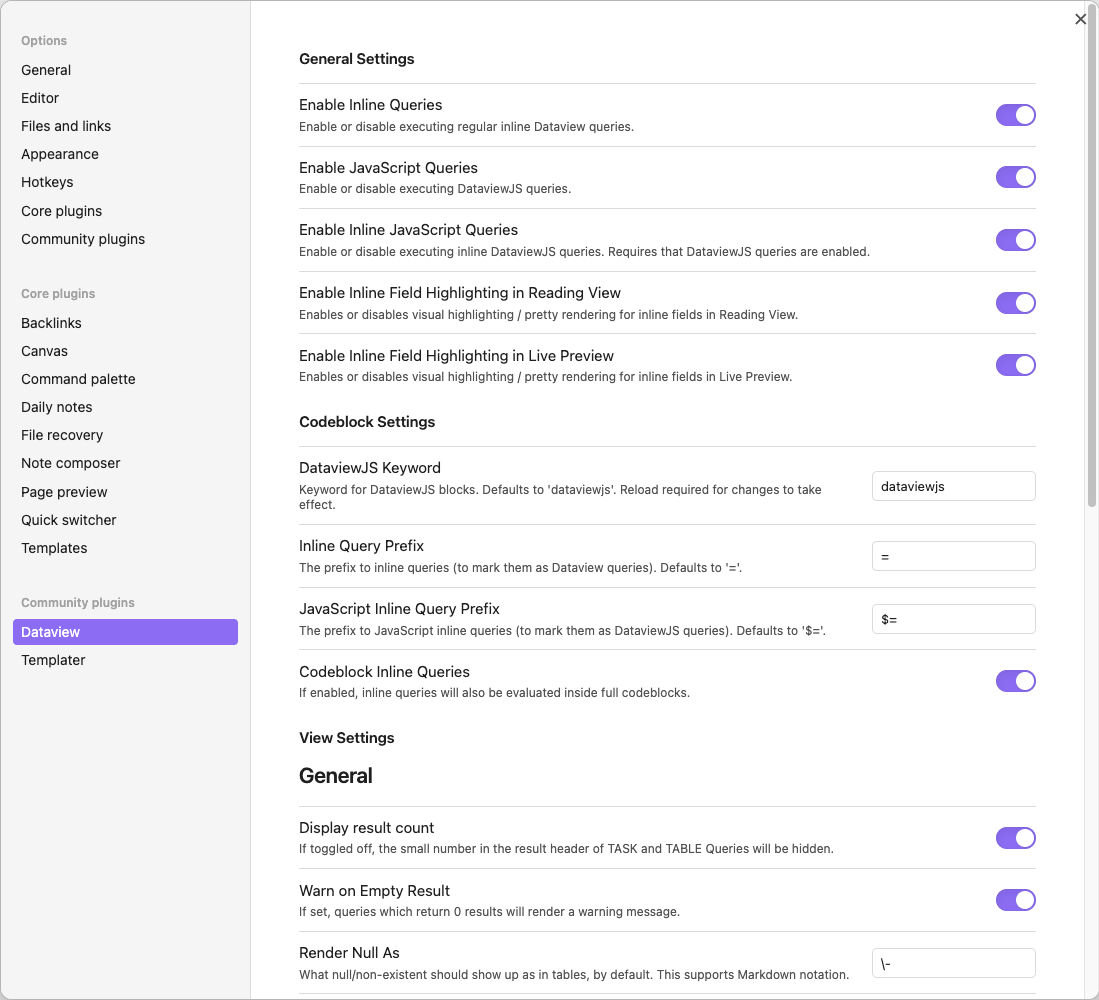 Options
General
Editor
Files and links
Appearance
Hotkeys
Core plugins
Community plugins
Core plugins
Backlinks
Canvas
Command palette
Daily notes
File recovery
Note composer
Page preview
Quick switcher
Templates
Community plugins
Dataview
Templater
General Settings
Enable Inline Queries
Enable or disable executing regular inline Dataview queries.
Enable JavaScript Queries
Enable or disable executing DataviewJS queries.
Enable Inline JavaScript Queries
Enable or disable executing inline DataviewJS queries. Requires that DataviewJS queries are enabled.
Enable Inline Field Highlighting in Reading View
Enables or disables visual highlighting / pretty rendering for inline fields in Reading View.
Enable Inline Field Highlighting in Live Preview
Enables or disables visual highlighting / pretty rendering for inline fields in Live Preview.
Codeblock Settings
DataviewJS Keyword
Keyword for DataviewJS blocks. Defaults to 'dataviewjs'. Reload required for changes to take
effect.
dataviewjs
Inline Query Prefix
The prefix to inline queries (to mark them as Dataview queries). Defaults to '='.
=
JavaScript Inline Query Prefix
The prefix to JavaScript inline queries (to mark them as DataviewJS queries). Defaults to '$='.
$=
Codeblock Inline Queries
If enabled, inline queries will also be evaluated inside full codeblocks.
View Settings
General
Display result count
If toggled off, the small number in the result header of TASK and TABLE Queries will be hidden.
Warn on Empty Result
If set, queries which return 0 results will render a warning message.
Render Null As
What null/non-existent should show up as in tables, by default. This supports Markdown notation.
\-